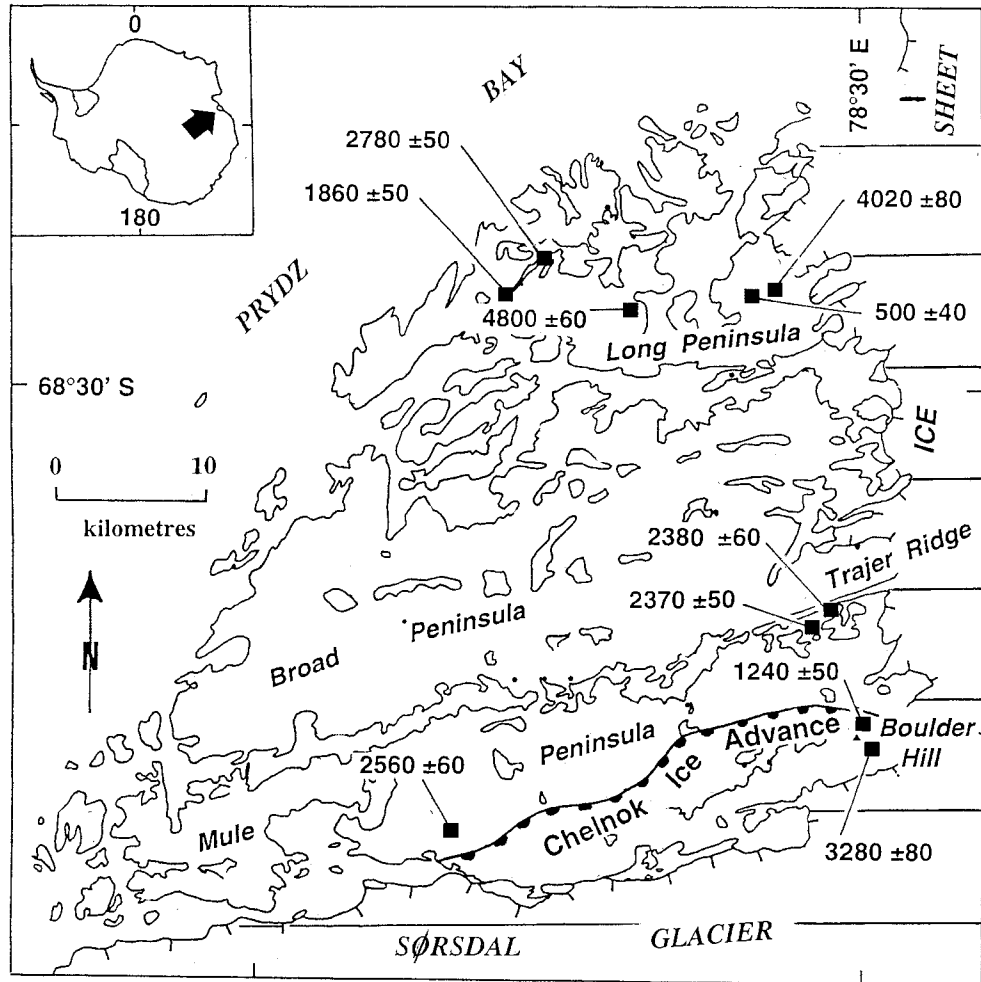 0
180
BAY
78°30' E
SHEET
2780 ±50
1860 ±50
4020 ±80
PRYDZ
4800 ±60
500 ±40
Long Peninsula
68°30' S
ICE
0 10
kilometres
2380 ±60
Trajer Ridge
2370 ±50
N
Broad Peninsula
1240 ±50
Boulder
Hill
2560 ±60
Mule Peninsula
Chelnok Ice Advance
3280 ±80
SØRSDAL GLACIER